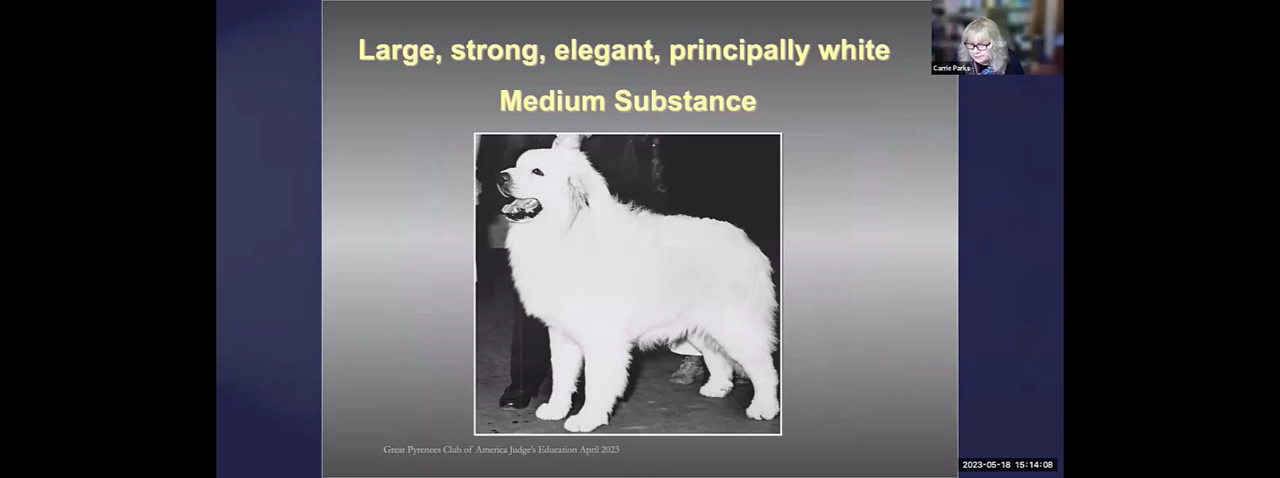 Large, strong, elegant, principally white
Medium Substance
Carrie Parks
Great Pyrenees Club of America Judge's Education April 2023
2023-05-18 15:14:08